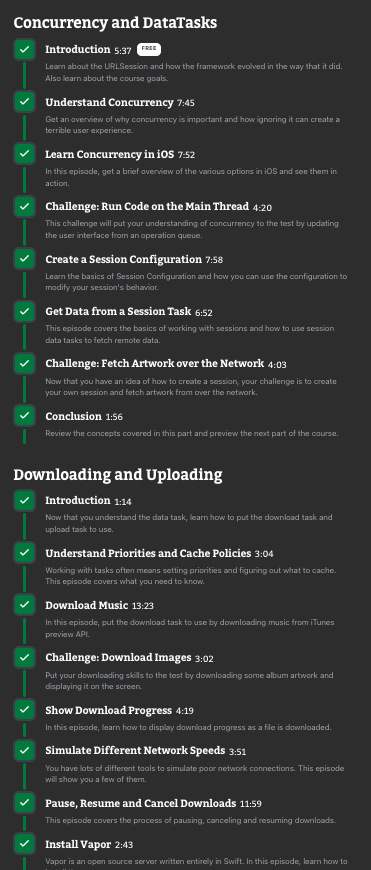 Concurrency and DataTasks
Introduction 5:37 FREE
Learn about the URLSession and how the framework evolved in the way that it did.
Also learn about the course goals.
Understand Concurrency 7:45
Get an overview of why concurrency is important and how ignoring it can create a
terrible user experience.
Learn Concurrency in iOS 7:52
In this episode, get a brief overview of the various options in iOS and see them in
action.
Challenge: Run Code on the Main Thread 4:20
This challenge will put your understanding of concurrency to the test by updating
the user interface from an operation queue.
Create a Session Configuration 7:58
Learn the basics of Session Configuration and how you can use the configuration to
modify your session's behavior.
Get Data from a Session Task 6:52
This episode covers the basics of working with sessions and how to use session
data tasks to fetch remote data.
Challenge: Fetch Artwork over the Network 4:03
Now that you have an idea of how to create a session, your challenge is to create
your own session and fetch artwork from over the network.
Conclusion 1:56
Review the concepts covered in this part and preview the next part of the course.
Downloading and Uploading
Introduction 1:14
Now that you understand the data task, learn how to put the download task and
upload task to use.
Understand Priorities and Cache Policies 3:04
Working with tasks often means setting priorities and figuring out what to cache.
This episode covers what you need to know.
Download Music 13:23
In this episode, put the download task to use by downloading music from iTunes
preview API.
Challenge: Download Images 3:02
Put your downloading skills to the test by downloading some album artwork and
displaying it on the screen.
Show Download Progress 4:19
In this episode, learn how to display download progress as a file is downloaded.
Simulate Different Network Speeds 3:51
You have lots of different tools to simulate poor network connections. This episode
will show you a few of them.
Pause, Resume and Cancel Downloads 11:59
This episode covers the process of pausing, canceling and resuming downloads.
Install Vapor 2:43
Vapor is an open source server written entirely in Swift. In this episode, learn how to